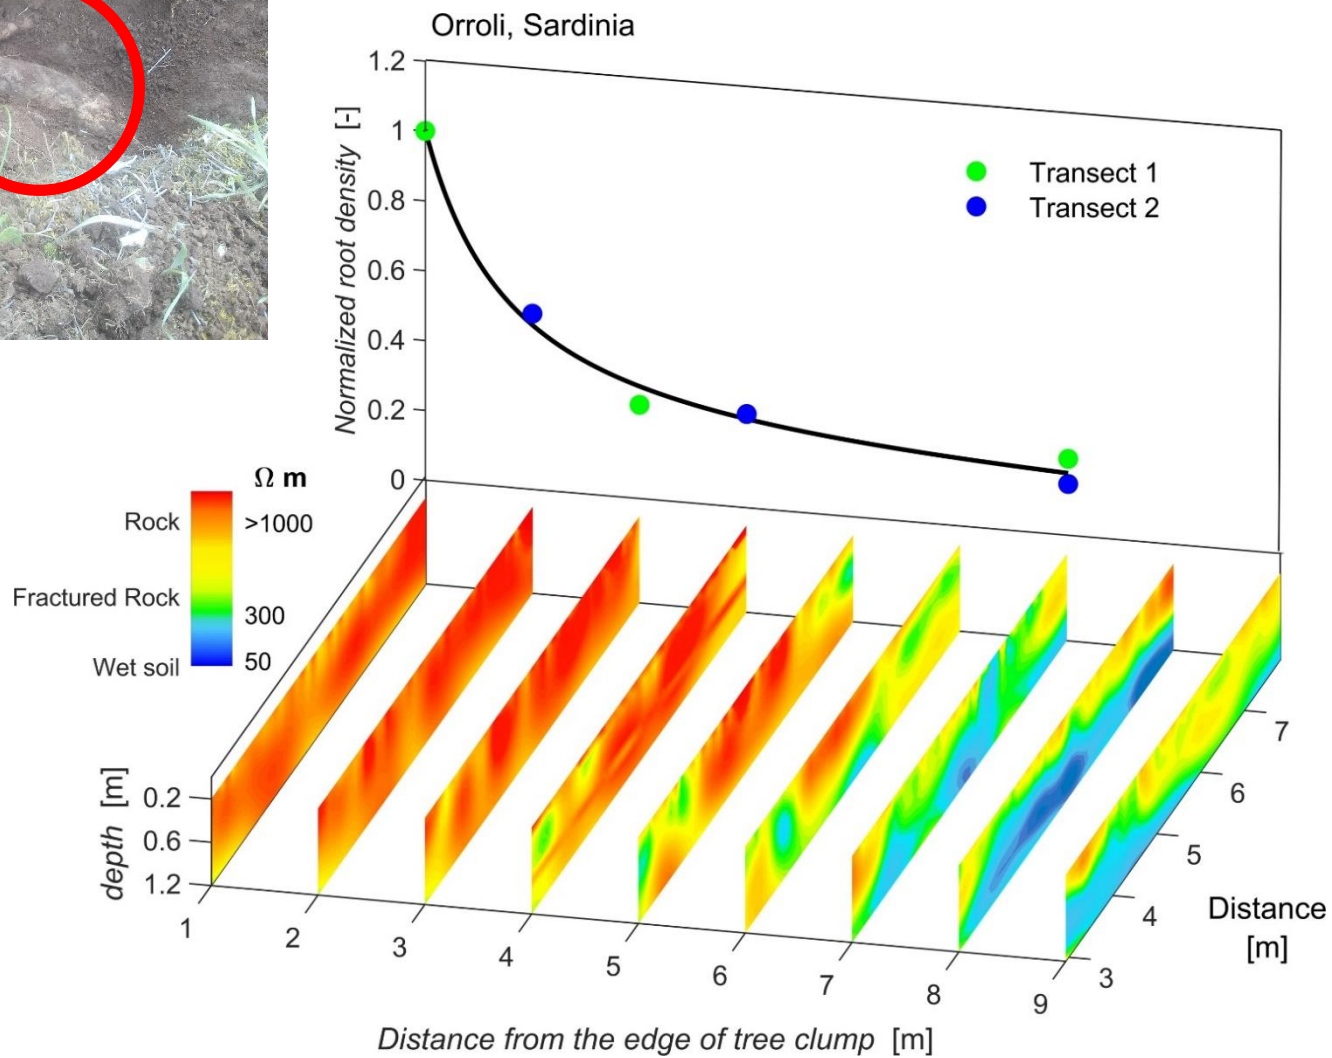 Orroli, Sardinia
1.2
1
0.8
0.6
0.4
0.2
0
Normalized root density [-]
Transect 1
Transect 2
Ω m
Rock
>1000
Fractured Rock
300
Wet soil
50
depth [m]
0.2
0.6
1.2
1
2
3
4
5
6
7
8
9
Distance from the edge of tree clump [m]
7
6
5
4
3
Distance
[m]